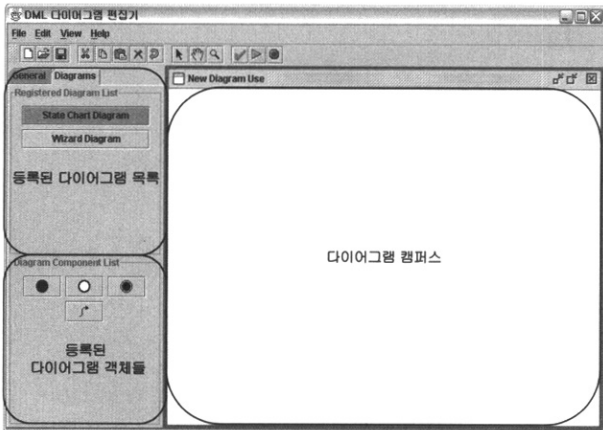 DML 다이어그램 편집기
File Edit View Help
General Diagrams
Registered Diagram List
State Chart Diagram
Wizard Diagram
등록된 다이어그램 목록
Diagram Component List
등록된
다이어그램 객체들
New Diagram Use
다이어그램 캠퍼스